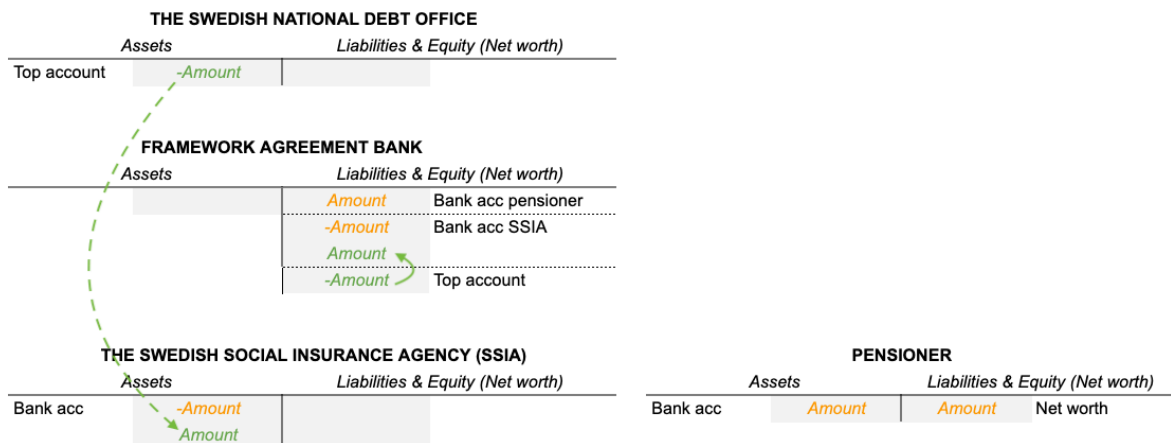 THE SWEDISH NATIONAL DEBT OFFICE
Assets Liabilities & Equity (Net worth)
Top account -Amount
FRAMEWORK AGREEMENT BANK
Assets Liabilities & Equity (Net worth)
Amount Bank acc pensioner
-Amount Bank acc SSIA
Amount
-Amount Top account
THE SWEDISH SOCIAL INSURANCE AGENCY (SSIA)
Assets Liabilities & Equity (Net worth)
Bank acc -Amount
Amount
PENSIONER
Assets Liabilities & Equity (Net worth)
Bank acc Amount Amount Net worth